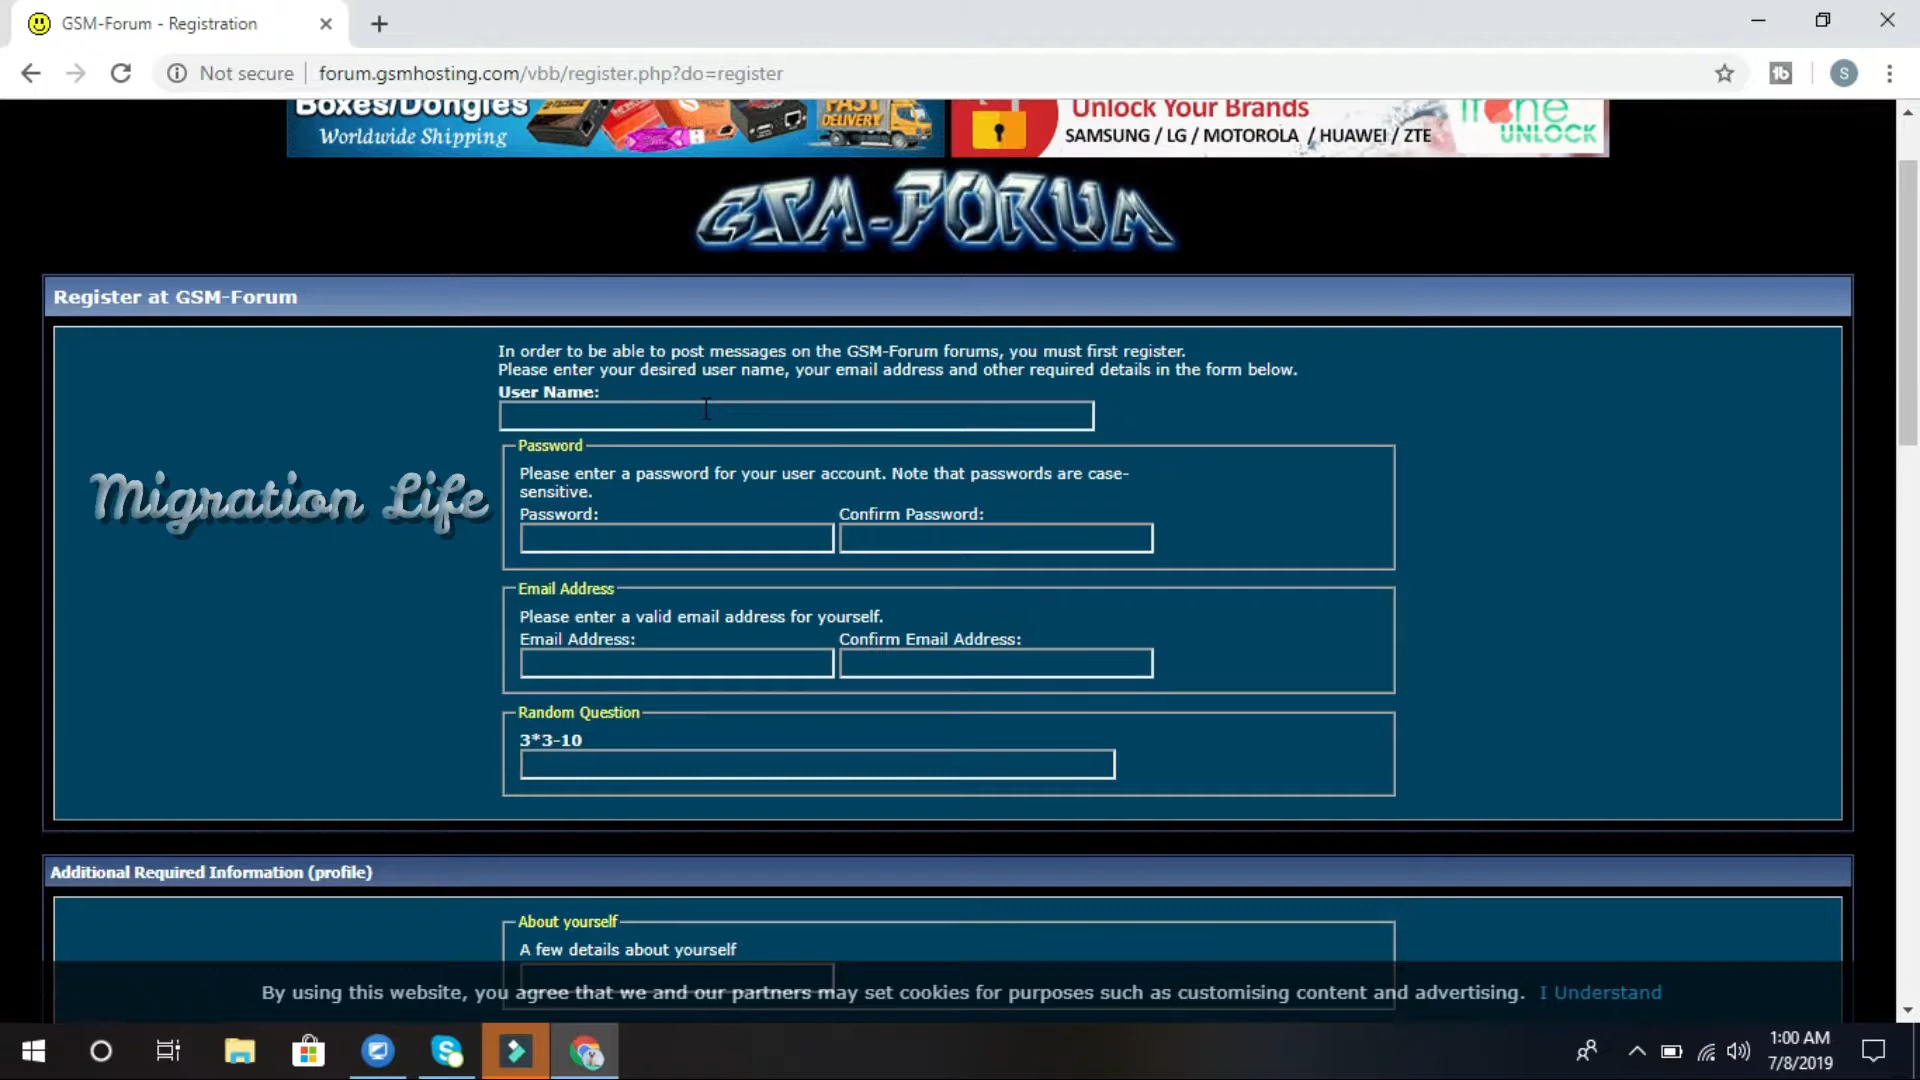 GSM-Forum - Registration
Not secure
forum.gsmhosting.com/vbb/register.php?do=register
S
Boxes/Dongles
Worldwide Shipping
FAST
DELIVERY
Unlock Your Brands
SAMSUNG / LG / MOTOROLA / HUAWEI / ZTE
UNLOCK
GSM-FORUM
Register at GSM-Forum
In order to be able to post messages on the GSM-Forum forums, you must first register.
Please enter your desired user name, your email address and other required details in the form below.
User Name:
Migration Life
Password
Please enter a password for your user account. Note that passwords are case-
sensitive.
Password:
Confirm Password:
Email Address
Please enter a valid email address for yourself.
Email Address:
Confirm Email Address:
Random Question
3*3-10
Additional Required Information (profile)
About yourself
A few details about yourself
By using this website, you agree that we and our partners may set cookies for purposes such as customising content and advertising. I Understand
1:00 AM
7/8/2019